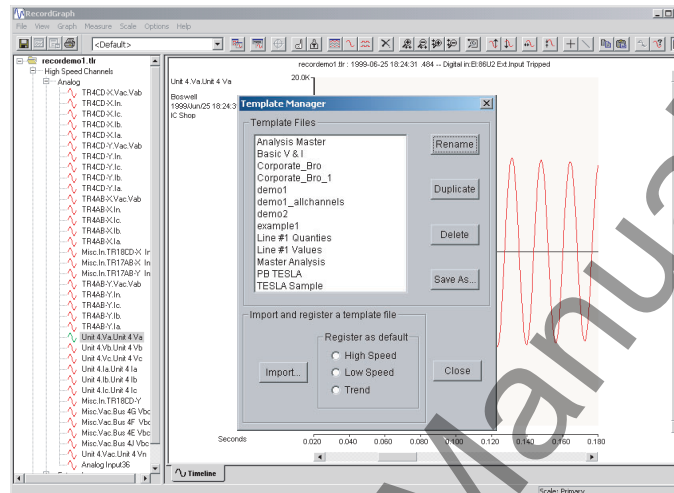 RecordGraph
File View Graph Measure Scale Options Help
<Default>
recordemo1.tlr
High Speed Channels
Analog
TR4CD-X.Vac.Vab
TR4CD-X.In.
TR4CD-X.Ic.
TR4CD-X.Ib.
TR4CD-X.Ia.
TR4CD-Y.Vac.Vab
TR4CD-Y.In.
TR4CD-Y.Ic.
TR4CD-Y.Ib.
TR4CD-Y.Ia.
TR4AB-X.Vac.Vab
TR4AB-X.In.
TR4AB-X.Ic.
TR4AB-X.Ib.
TR4AB-X.Ia.
Misc.In.TR18CD-X In
Misc.In.TR17AB-X In
Misc.In.TR17AB-Y In
TR4AB-Y.Vac.Vab
TR4AB-Y.In.
TR4AB-Y.Ic.
TR4AB-Y.Ib.
TR4AB-Y.Ia.
Unit 4.Va.Unit 4 Va
Unit 4.Vb.Unit 4 Vb
Unit 4.Vc.Unit 4 Vc
Unit 4.Ia.Unit 4 Ia
Unit 4.Ib.Unit 4 Ib
Unit 4.Ic.Unit 4 Ic
Misc.In.TR18CD-Y
Misc.Vac.Bus 4G Vbc
Misc.Vac.Bus 4F Vbc
Misc.Vac.Bus 4E Vbc
Misc.Vac.Bus 4J Vbc
Unit 4.Vac.Unit 4 Vn
Analog Input36
recordemo1 tlr : 1999-06-25 18:24:31 .484 -- Digital in:El:86U2 Ext.Input Tripped
Unit 4.Va.Unit 4 Va
20.0K
Boswell
1999/Jun/25 18:24:3
IC Shop
Template Manager
Template Files
Analysis Master
Basic V & I
Corporate_Bro
Corporate_Bro_1
demo1
demo1_allchannels
demo2
example1
Line #1 Quanties
Line #1 Values
Master Analysis
PB TESLA
TESLA Sample
Rename
Duplicate
Delete
Save As...
Import and register a template file
Import...
Register as default
High Speed
Low Speed
Trend
Close
Seconds
0.020 0.040 0.060 0.080 0.100 0.120 0.140 0.160 0.180
Timeline
Scale: Primary
Manual